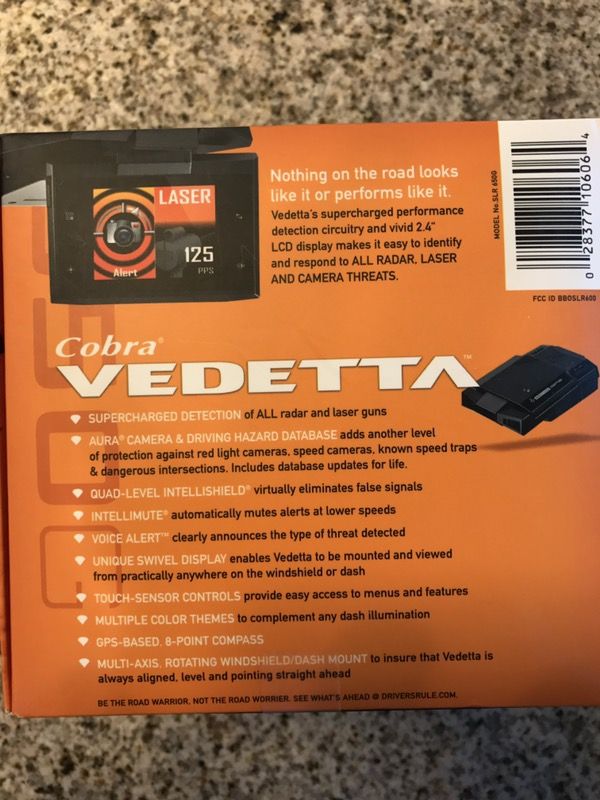 LASER
125
PPS
Alert
Nothing on the road looks
like it or performs like it.
Vedetta's supercharged performance
detection circuitry and vivid 2.4"
LCD display makes it easy to identify
and respond to ALL RADAR, LASER
AND CAMERA THREATS.
MODEL No.SLR 650G
0 28377 10606 4
FCC ID BBOSLR600
Cobra®
VEDETTA™
SUPERCHARGED DETECTION of ALL radar and laser guns
AURA® CAMERA & DRIVING HAZARD DATABASE adds another level
of protection against red light cameras, speed cameras, known speed traps
& dangerous intersections. Includes database updates for life.
QUAD-LEVEL INTELLISHIELD® virtually eliminates false signals
INTELLIMUTE® automatically mutes alerts at lower speeds
VOICE ALERT™ clearly announces the type of threat detected
UNIQUE SWIVEL DISPLAY enables Vedetta to be mounted and viewed
from practically anywhere on the windshield or dash
TOUCH-SENSOR CONTROLS provide easy access to menus and features
MULTIPLE COLOR THEMES to complement any dash illumination
GPS-BASED, 8-POINT COMPASS
MULTI-AXIS, ROTATING WINDSHIELD/DASH MOUNT to insure that Vedetta is
always aligned, level and pointing straight ahead
BE THE ROAD WARRIOR, NOT THE ROAD WORRIER. SEE WHAT'S AHEAD @ DRIVERSRULE.COM.